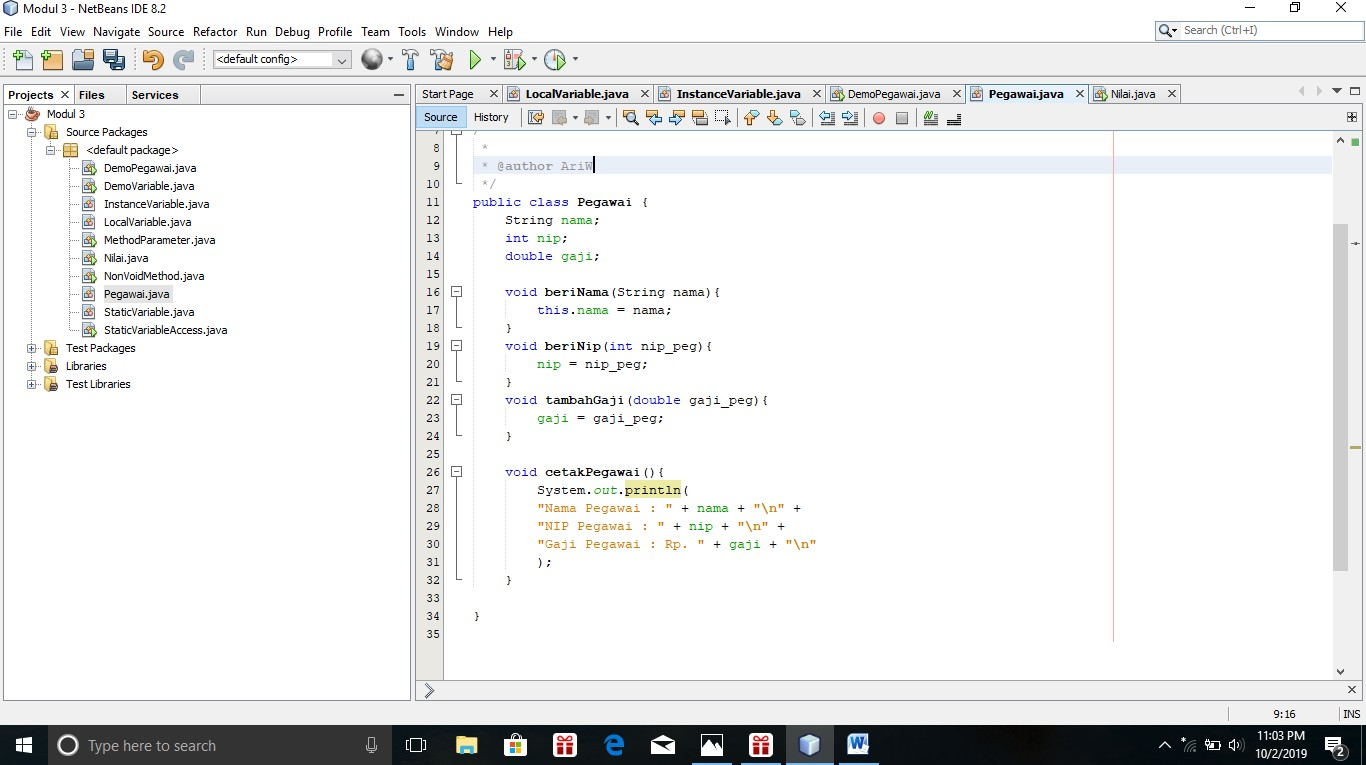 Modul 3 - NetBeans IDE 8.2
File Edit View Navigate Source Refactor Run Debug Profile Team Tools Window Help
Search (Ctrl+I)
<default config>
Projects Files Services
Modul 3
Source Packages
<default package>
DemoPegawai.java
DemoVariable.java
InstanceVariable.java
LocalVariable.java
MethodParameter.java
Nilai.java
NonVoidMethod.java
Pegawai.java
StaticVariable.java
StaticVariableAccess.java
Test Packages
Libraries
Test Libraries
Start Page LocalVariable.java InstanceVariable.java DemoPegawai.java Pegawai.java Nilai.java
Source History
8 *
9 * @author AriW
10 */
11 public class Pegawai {
12 String nama;
13 int nip;
14 double gaji;
15
16 void beriNama(String nama){
17 this.nama = nama;
18 }
19 void beriNip(int nip_peg){
20 nip = nip_peg;
21 }
22 void tambahGaji(double gaji_peg){
23 gaji = gaji_peg;
24 }
25
26 void cetakPegawai(){
27 System.out.println(
28 "Nama Pegawai : " + nama + "\n" +
29 "NIP Pegawai : " + nip + "\n" +
30 "Gaji Pegawai : Rp. " + gaji + "\n"
31 );
32 }
33
34 }
35
9:16 INS
Type here to search
11:03 PM
10/2/2019
2